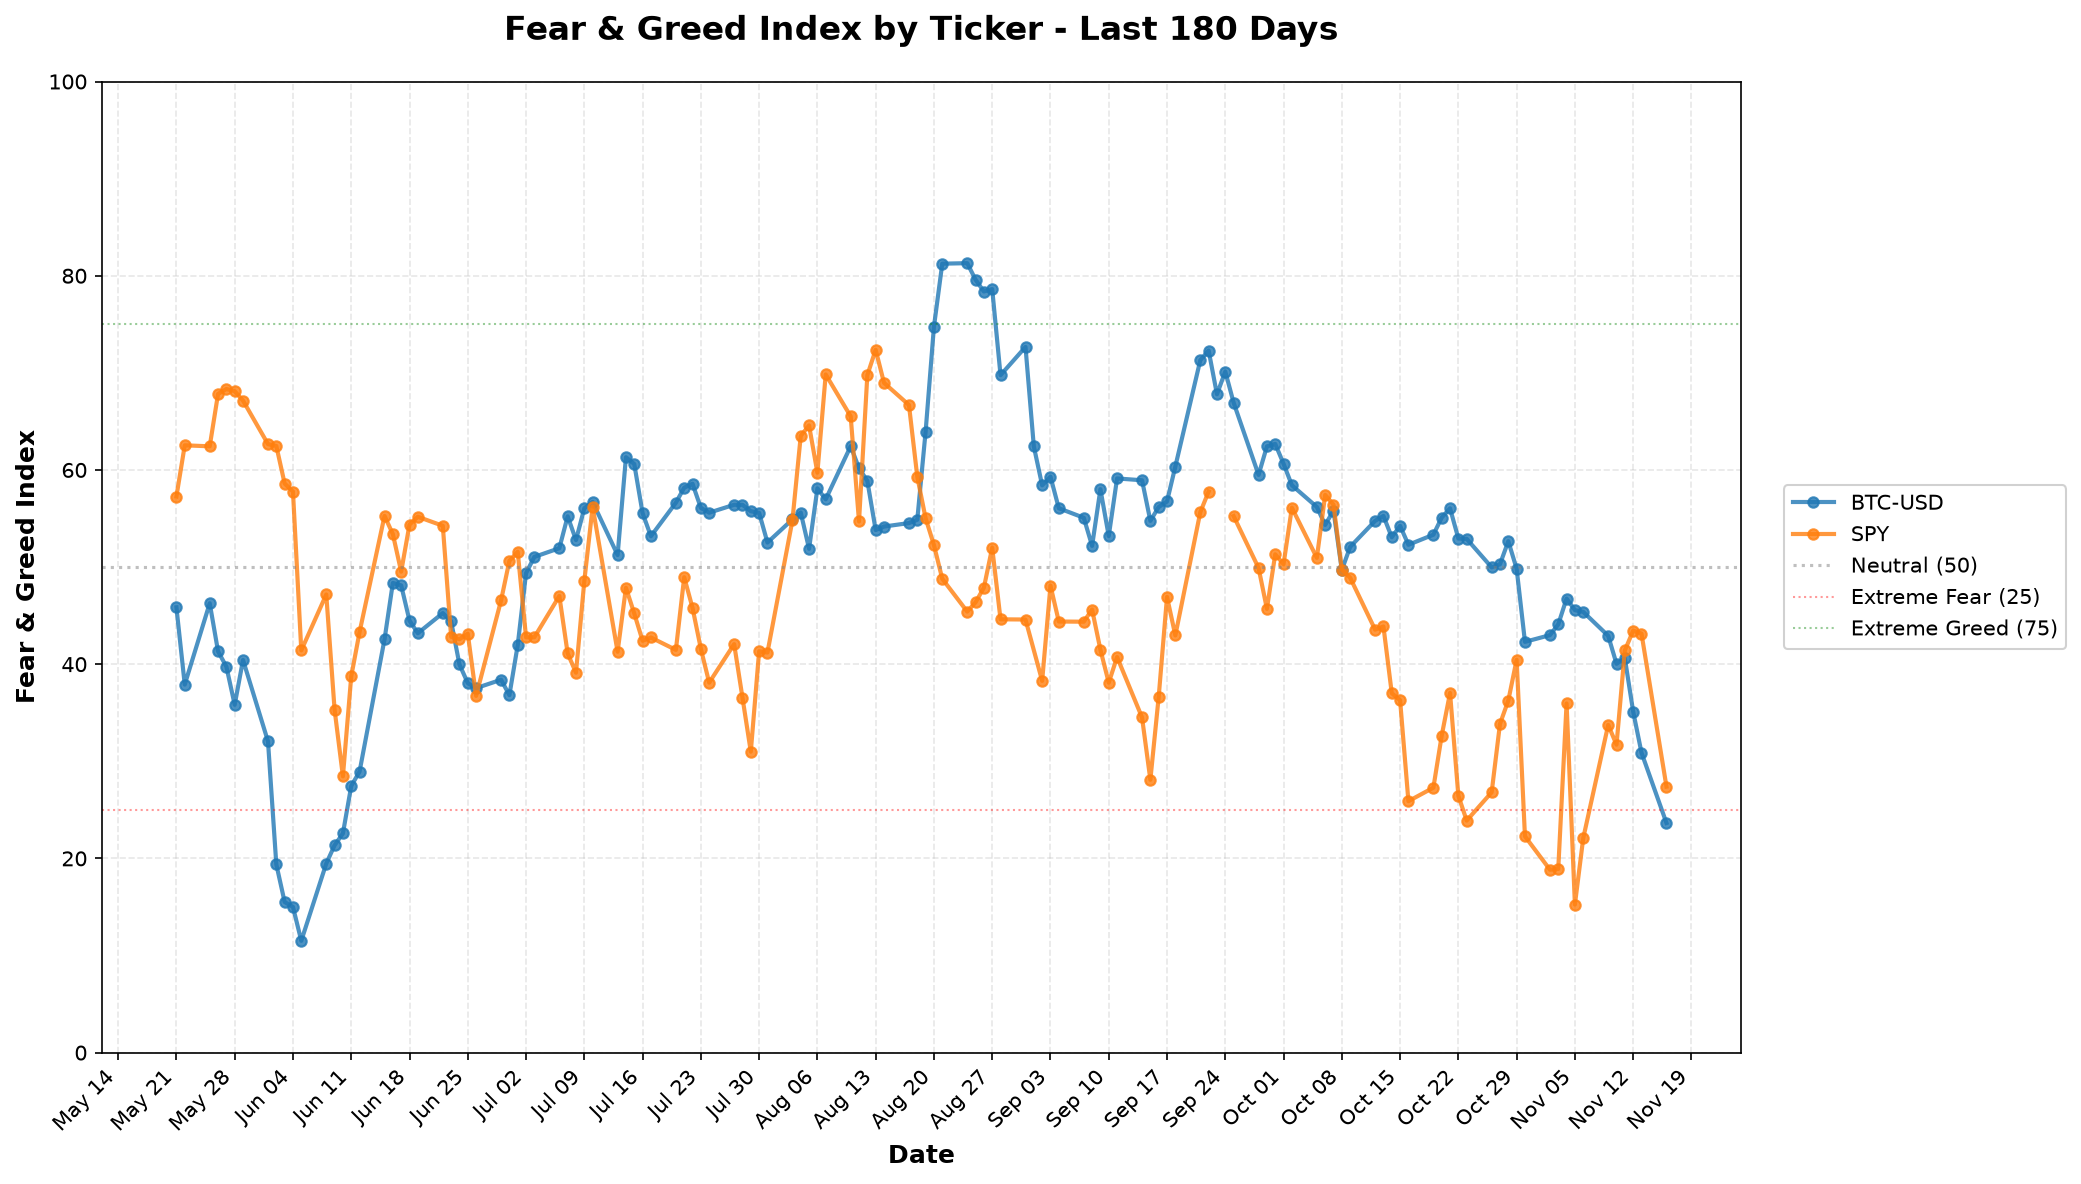 Fear & Greed Index by Ticker - Last 180 Days
Fear & Greed Index
100
80
60
40
20
0
May 14
May 21
May 28
Jun 04
Jun 11
Jun 18
Jun 25
Jul 02
Jul 09
Jul 16
Jul 23
Jul 30
Aug 06
Aug 13
Aug 20
Aug 27
Sep 03
Sep 10
Sep 17
Sep 24
Oct 01
Oct 08
Oct 15
Oct 22
Oct 29
Nov 05
Nov 12
Nov 19
Date
BTC-USD
SPY
Neutral (50)
Extreme Fear (25)
Extreme Greed (75)